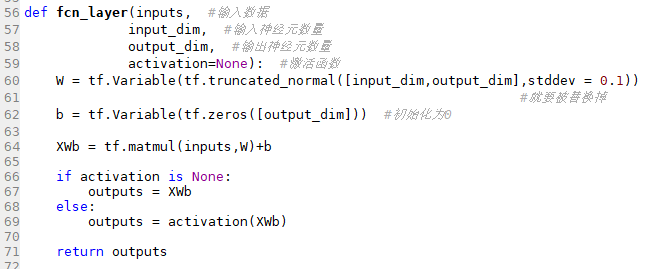 56 def fcn_layer(inputs,  #输入数据
57              input_dim,  #输入神经元数量
58              output_dim,  #输出神经元数量
59              activation=None):  #激活函数
60     W = tf.Variable(tf.truncated_normal([input_dim,output_dim],stddev = 0.1))
61                                                               #就要被替换掉
62     b = tf.Variable(tf.zeros([output_dim]))  #初始化为0
63
64     XWb = tf.matmul(inputs,W)+b
65
66     if activation is None:
67         outputs = XWb
68     else:
69         outputs = activation(XWb)
70
71     return outputs
72